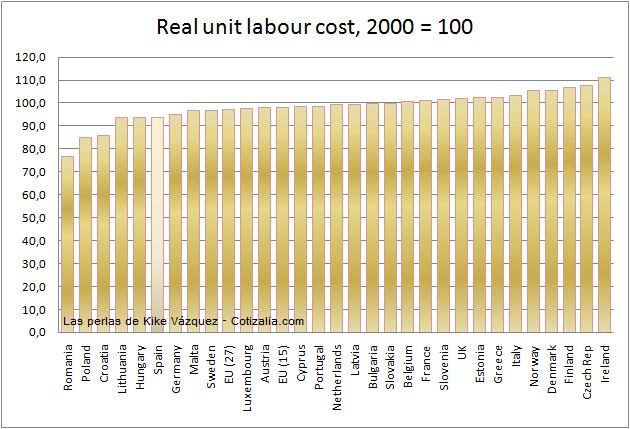 Real unit labour cost, 2000 = 100
120,0
110,0
100,0
90,0
80,0
70,0
60,0
50,0
40,0
30,0
20,0
10,0
0,0
Las perlas de Kike Vázquez - Cotizalia.com
Romania
Poland
Croatia
Lithuania
Hungary
Spain
Germany
Malta
Sweden
EU (27)
Luxembourg
Austria
EU (15)
Cyprus
Portugal
Netherlands
Latvia
Bulgaria
Slovakia
Belgium
France
Slovenia
UK
Estonia
Greece
Italy
Norway
Denmark
Finland
Czech Rep
Ireland